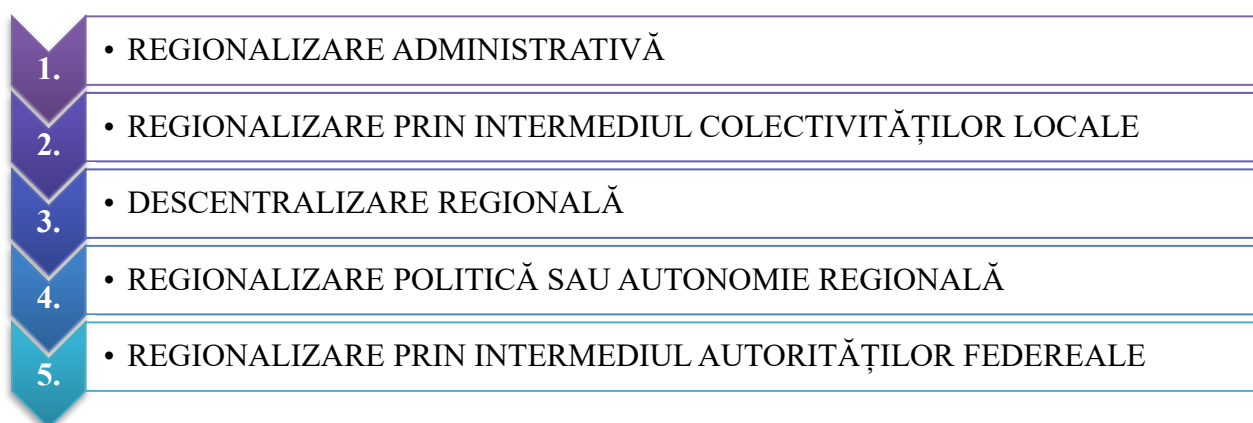 1. • REGIONALIZARE ADMINISTRATIVĂ
2. • REGIONALIZARE PRIN INTERMEDIUL COLECTIVITĂȚILOR LOCALE
3. • DESCENTRALIZARE REGIONALĂ
4. • REGIONALIZARE POLITICĂ SAU AUTONOMIE REGIONALĂ
5. • REGIONALIZARE PRIN INTERMEDIUL AUTORITĂȚILOR FEDEREALE